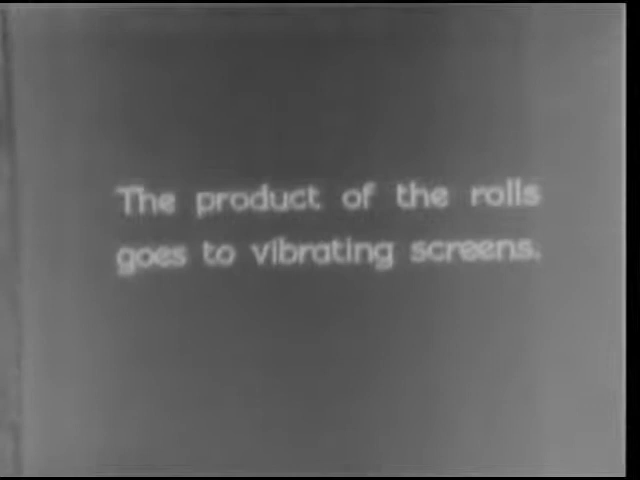 The product of the rolls
goes to vibrating screens.